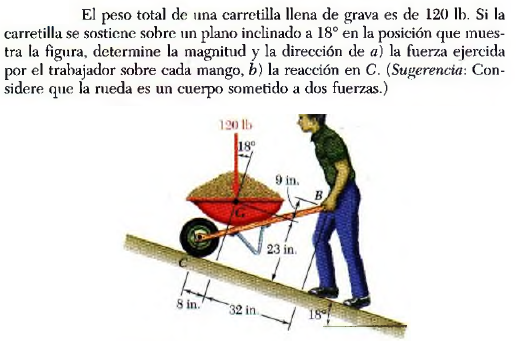 El peso total de una carretilla llena de grava es de 120 lb. Si la
carretilla se sostiene sobre un plano inclinado a 18° en la posición que mues-
tra la figura, determine la magnitud y la dirección de a) la fuerza ejercida
por el trabajador sobre cada mango, b) la reacción en C. (Sugerencia: Con-
sidere que la rueda es un cuerpo sometido a dos fuerzas.)
120 lb
18°
9 in.
B
G
23 in.
C
8 in.
32 in.
18°